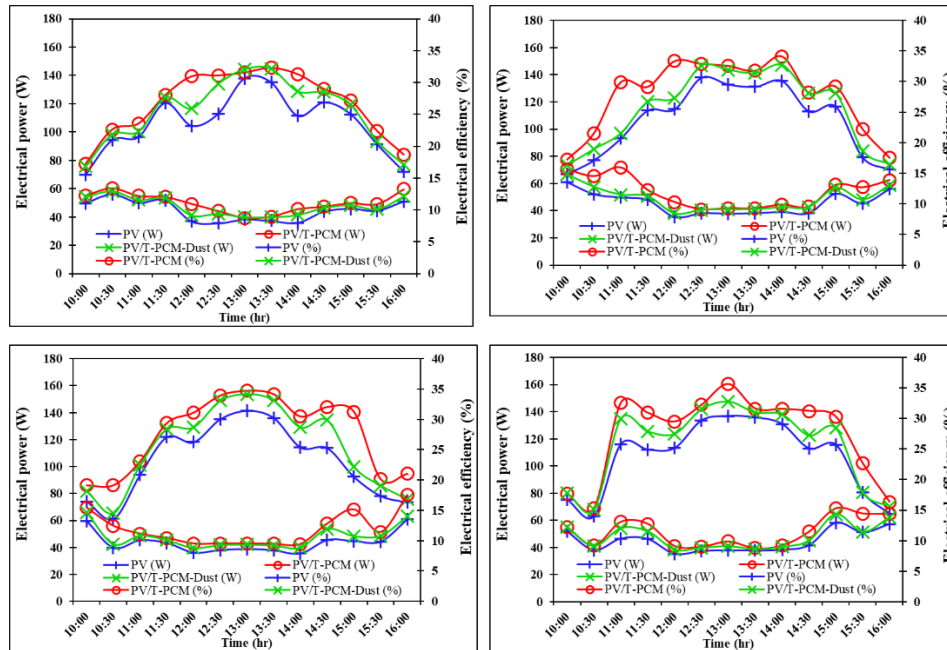 Electrical power (W)
180
160
140
120
100
80
60
40
20
0
40
35
30
25
20
15
10
5
0
Electrical efficiency (%)
PV (W) PV/T-PCM (W)
PV/T-PCM-Dust (W) PV (%)
PV/T-PCM (%) PV/T-PCM-Dust (%)
10:00 10:30 11:00 11:30 12:00 12:30 13:00 13:30 14:00 14:30 15:00 15:30 16:00
Time (hr)
Electrical power (W)
180
160
140
120
100
80
60
40
20
0
40
35
30
25
20
15
10
5
0
Electrical efficiency (%)
PV (W) PV/T-PCM (W)
PV/T-PCM-Dust (W) PV (%)
PV/T-PCM (%) PV/T-PCM-Dust (%)
10:00 10:30 11:00 11:30 12:00 12:30 13:00 13:30 14:00 14:30 15:00 15:30 16:00
Time (hr)
Electrical power (W)
180
160
140
120
100
80
60
40
20
0
40
35
30
25
20
15
10
5
0
Electrical efficiency (%)
PV (W) PV/T-PCM (W)
PV/T-PCM-Dust (W) PV (%)
PV/T-PCM (%) PV/T-PCM-Dust (%)
10:00 10:30 11:00 11:30 12:00 12:30 13:00 13:30 14:00 14:30 15:00 15:30 16:00
Time (hr)
Electrical power (W)
180
160
140
120
100
80
60
40
20
0
40
35
30
25
20
15
10
5
0
Electrical efficiency (%)
PV (W) PV/T-PCM (W)
PV/T-PCM-Dust (W) PV (%)
PV/T-PCM (%) PV/T-PCM-Dust (%)
10:00 10:30 11:00 11:30 12:00 12:30 13:00 13:30 14:00 14:30 15:00 15:30 16:00
Time (hr)